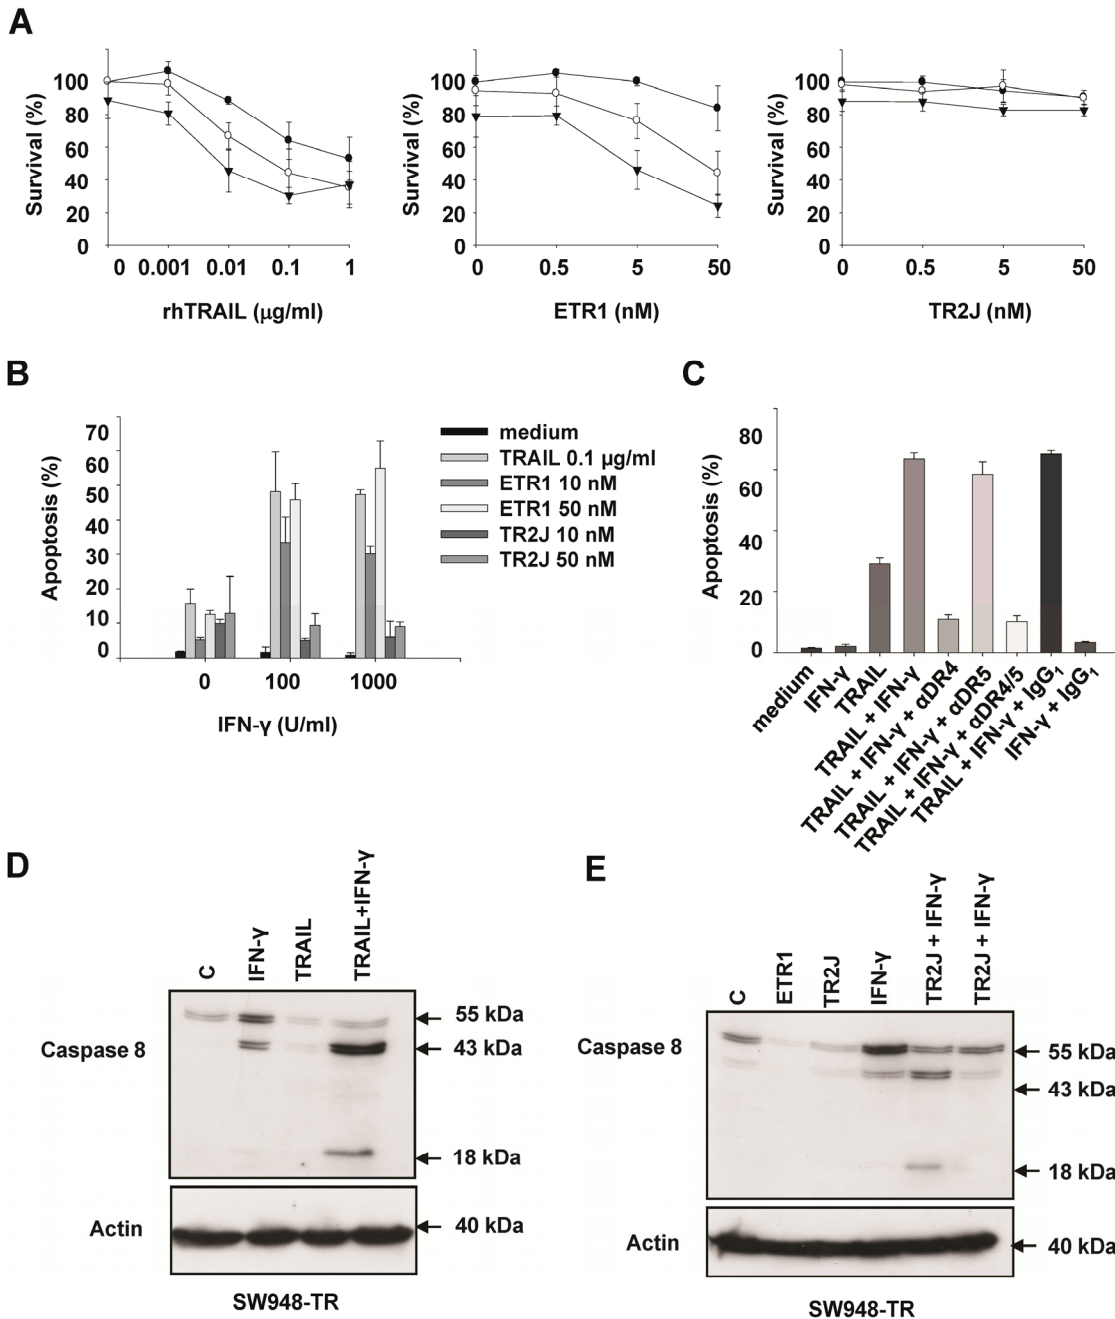 A
Survival (%)
100
80
60
40
20
0
0 0.001 0.01 0.1 1
rhTRAIL (μg/ml)
Survival (%)
100
80
60
40
20
0
0 0.5 5 50
ETR1 (nM)
Survival (%)
100
80
60
40
20
0
0 0.5 5 50
TR2J (nM)
B
Apoptosis (%)
70
60
50
40
30
20
10
0
0 100 1000
IFN-γ (U/ml)
medium
TRAIL 0.1 μg/ml
ETR1 10 nM
ETR1 50 nM
TR2J 10 nM
TR2J 50 nM
C
Apoptosis (%)
80
60
40
20
0
medium
IFN-γ
TRAIL
TRAIL + IFN-γ
TRAIL + IFN-γ + αDR4
TRAIL + IFN-γ + αDR5
TRAIL + IFN-γ + αDR4/5
TRAIL + IFN-γ + IgG₁
IFN-γ + IgG₁
D
C
IFN-γ
TRAIL
TRAIL+IFN-γ
Caspase 8
55 kDa
43 kDa
18 kDa
Actin
40 kDa
SW948-TR
E
C
ETR1
TR2J
IFN-γ
TR2J + IFN-γ
TR2J + IFN-γ
Caspase 8
55 kDa
43 kDa
18 kDa
Actin
40 kDa
SW948-TR